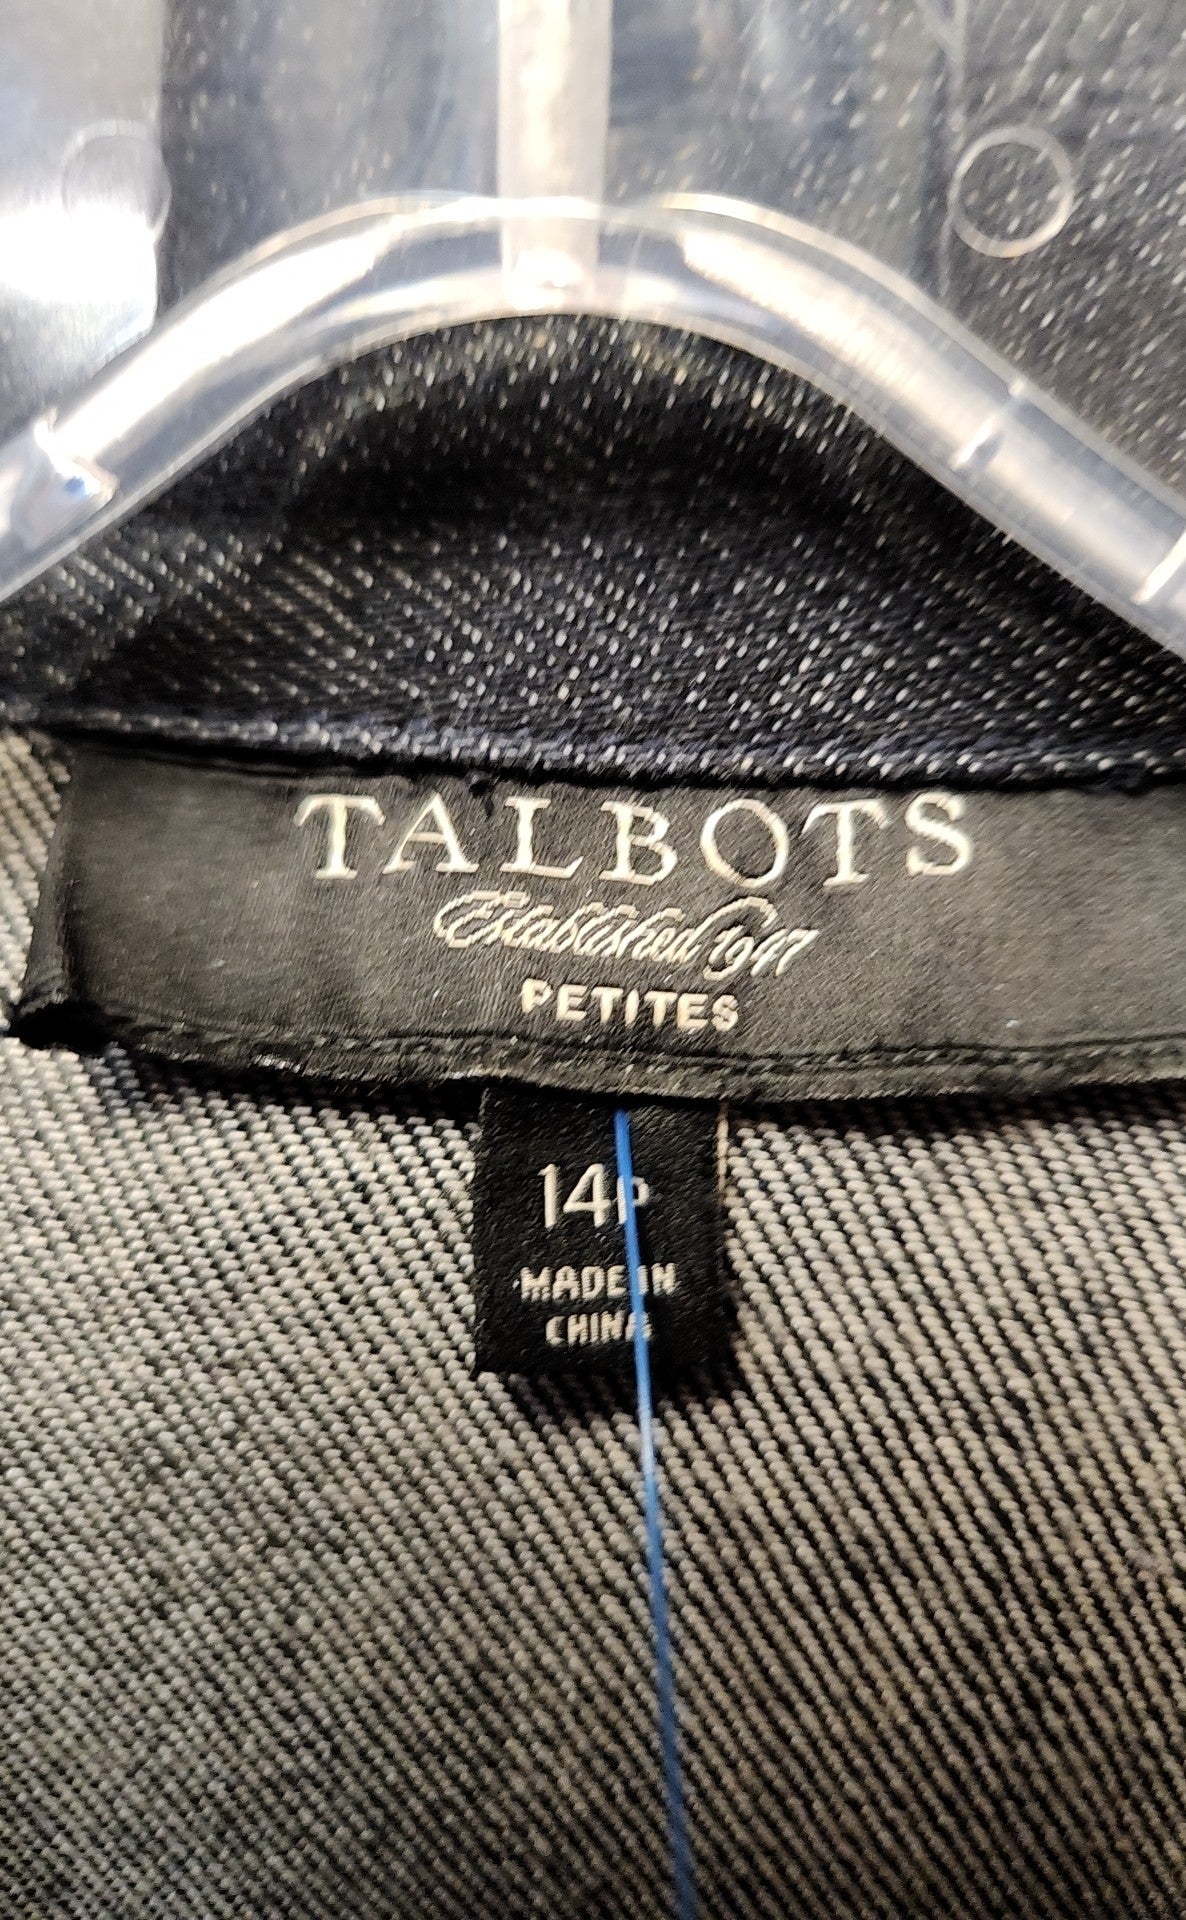 TALBOTS
Established 1947
PETITES
14P
MADE IN
CHINA